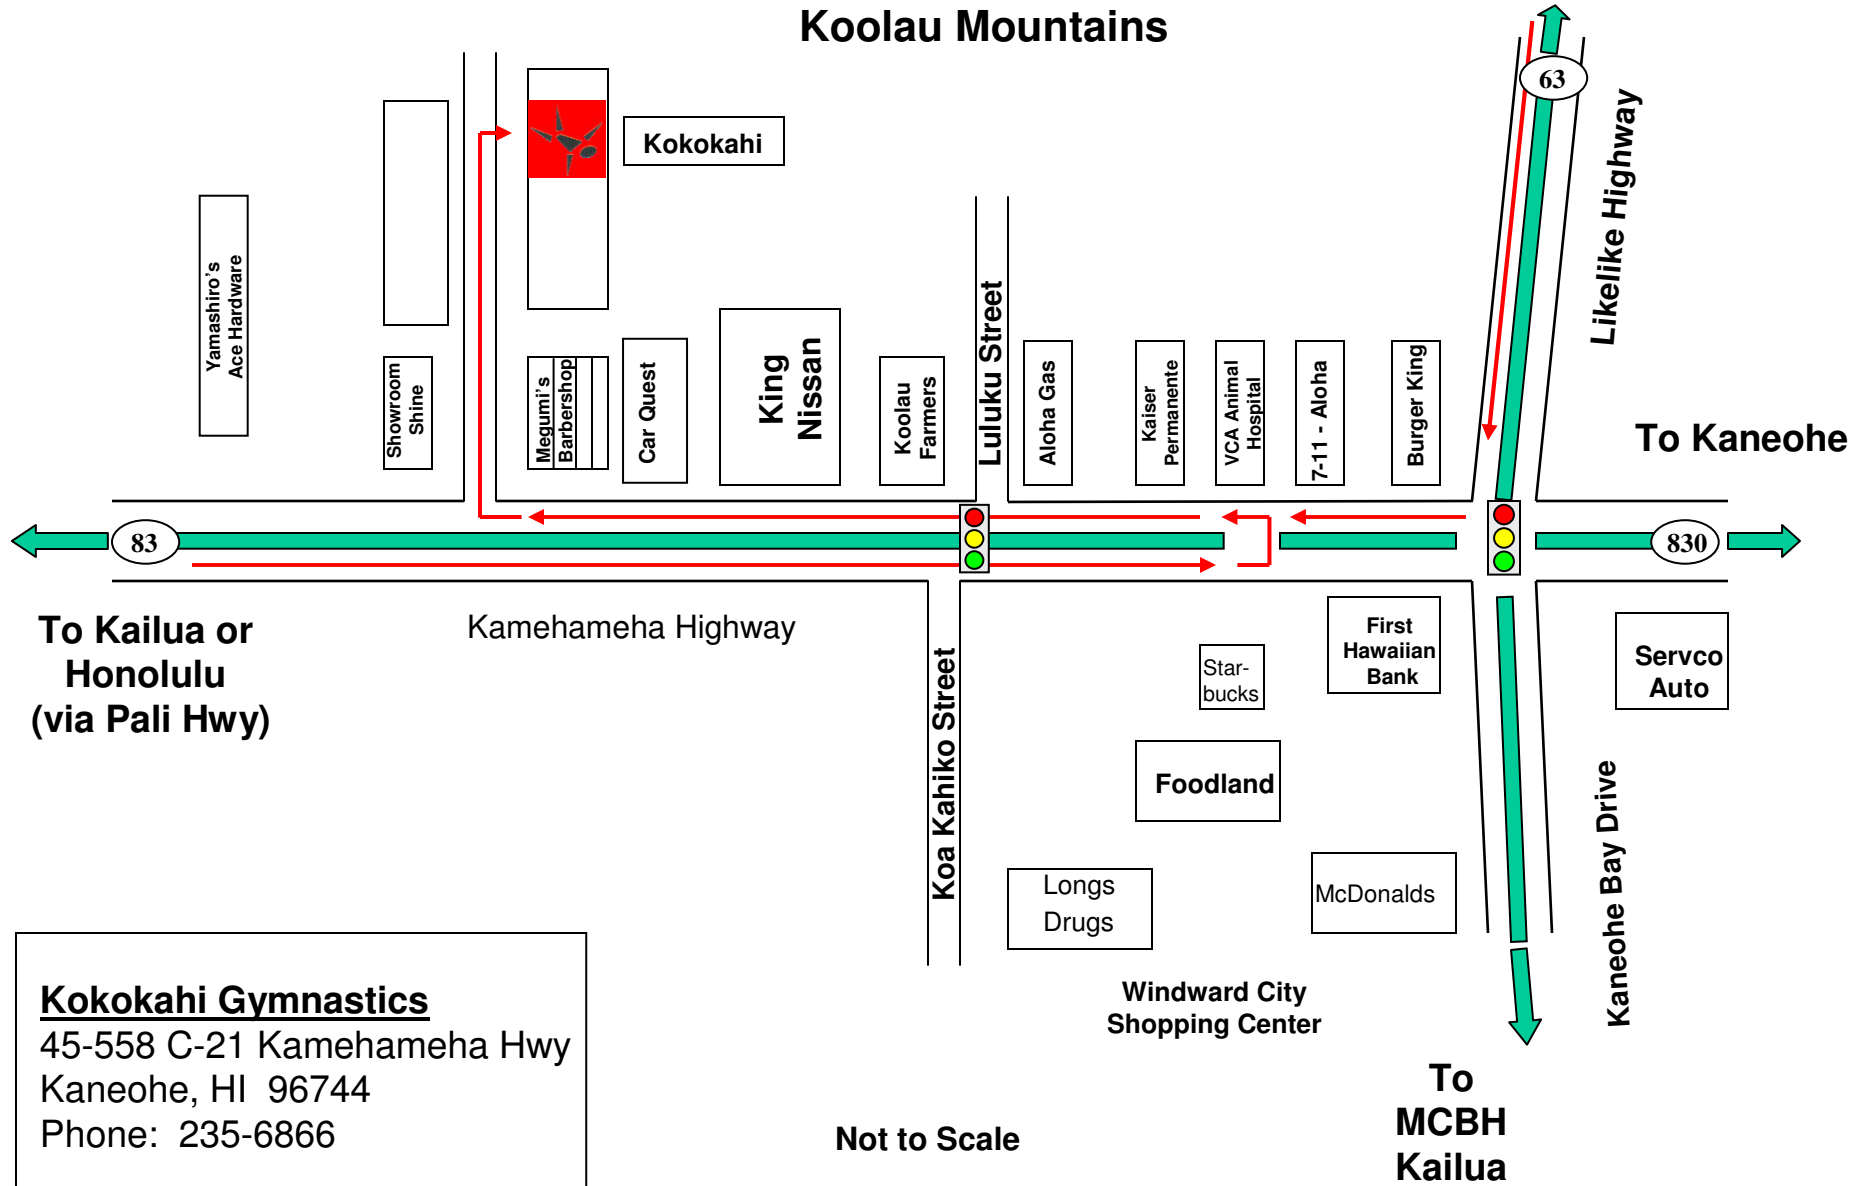 Koolau Mountains
63
Likelike Highway
Kokokahi
Yamashiro's
Ace Hardware
Showroom
Shine
Megumi's
Barbershop
Car Quest
King
Nissan
Koolau
Farmers
Luluku Street
Aloha Gas
Kaiser
Permanente
VCA Animal
Hospital
7-11 - Aloha
Burger King
To Kaneohe
83
830
To Kailua or
Honolulu
(via Pali Hwy)
Kamehameha Highway
Koa Kahiko Street
Star-
bucks
First
Hawaiian
Bank
Servco
Auto
Foodland
Longs
Drugs
McDonalds
Kaneohe Bay Drive
Windward City
Shopping Center
To
MCBH
Kailua
Not to Scale
Kokokahi Gymnastics
45-558 C-21 Kamehameha Hwy
Kaneohe, HI 96744
Phone: 235-6866